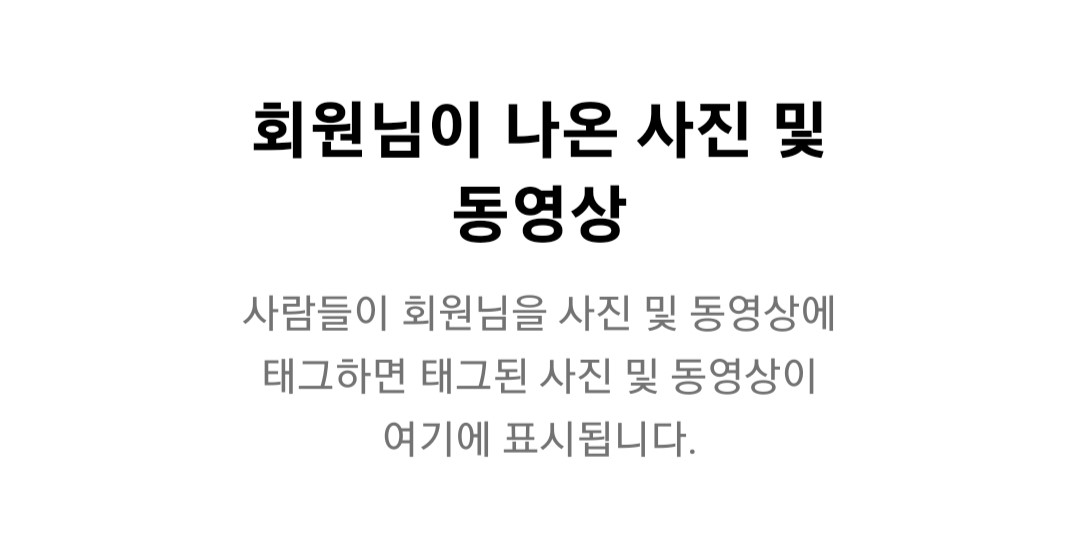 회원님이 나온 사진 및
동영상
사람들이 회원님을 사진 및 동영상에
태그하면 태그된 사진 및 동영상이
여기에 표시됩니다.